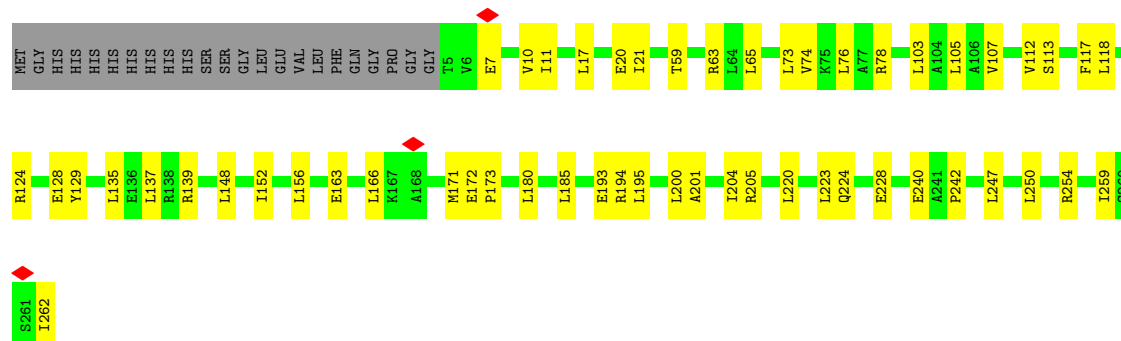 MET GLY HIS HIS HIS HIS HIS HIS HIS HIS SER SER GLY LEU GLU VAL LEU PHE GLN GLY PRO GLY GLY T5 V6 E7 V10 I11 L17 E20 I21 T59 R63 L64 L65 L73 V74 K75 L76 A77 R78 L103 A104 L105 A106 V107 V112 S113 F117 L118
R124 E128 Y129 L135 E136 L137 R138 R139 L148 I152 L156 E163 L166 K167 A168 M171 E172 P173 L180 L185 E193 R194 L195 L200 A201 I204 R205 L220 L223 Q224 E228 E240 A241 P242 L247 L250 R254 I259
S261 I262